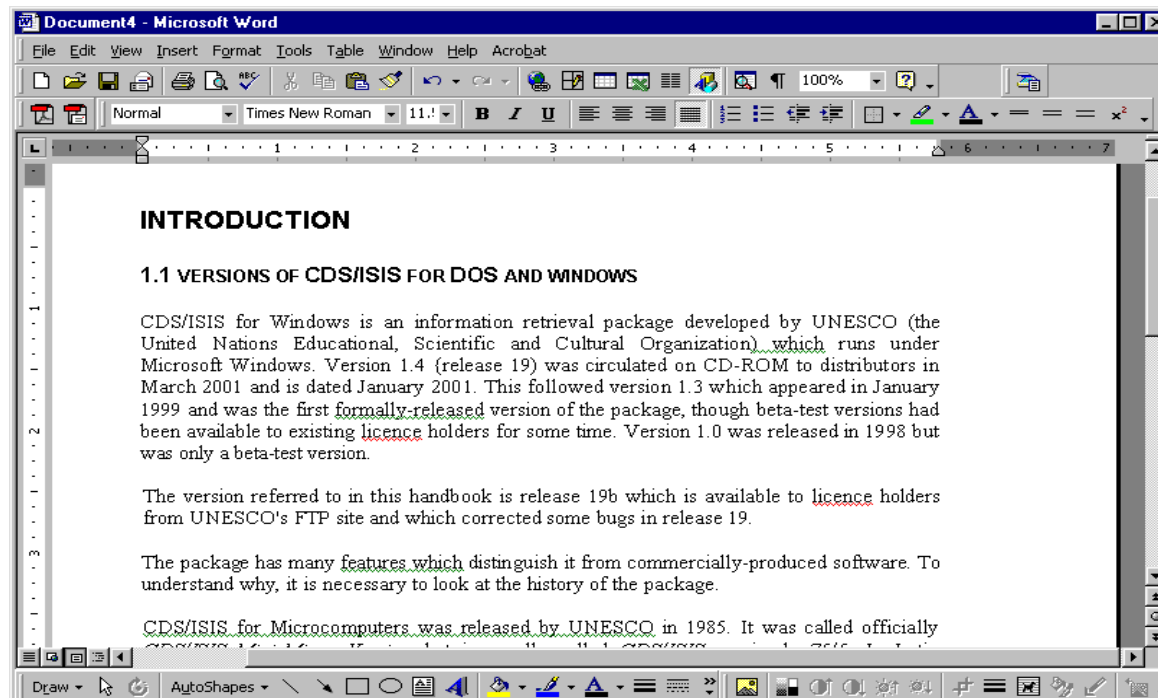 Document4 - Microsoft Word
File Edit View Insert Format Tools Table Window Help Acrobat
ABC 100%
Normal Times New Roman 11.5 B I U A x²
1 2 3 4 5 6 7
INTRODUCTION
1.1 VERSIONS OF CDS/ISIS FOR DOS AND WINDOWS
CDS/ISIS for Windows is an information retrieval package developed by UNESCO (the
United Nations Educational, Scientific and Cultural Organization) which runs under
Microsoft Windows. Version 1.4 {release 19) was circulated on CD-ROM to distributors in
March 2001 and is dated January 2001. This followed version 1.3 which appeared in January
1999 and was the first formally-released version of the package, though beta-test versions had
been available to existing licence holders for some time. Version 1.0 was released in 1998 but
was only a beta-test version.
The version referred to in this handbook is release 19b which is available to licence holders
from UNESCO's FTP site and which corrected some bugs in release 19.
The package has many features which distinguish it from commercially-produced software. To
understand why, it is necessary to look at the history of the package.
CDS/ISIS for Microcomputers was released by UNESCO in 1985. It was called officially
Draw AutoShapes A